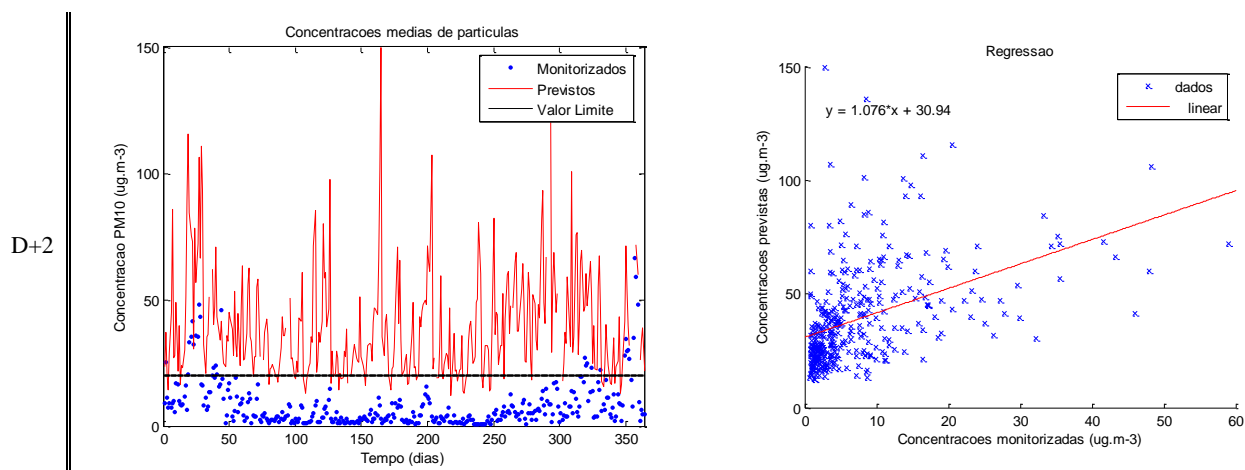 D+2
Concentracoes medias de particulas
Concentracao PM10 (ug.m-3)
150
100
50
0
Monitorizados
Previstos
Valor Limite
0 50 100 150 200 250 300 350
Tempo (dias)
Regressao
Concentracoes previstas (ug.m-3)
150
100
50
0
y = 1.076*x + 30.94
dados
linear
0 10 20 30 40 50 60
Concentracoes monitorizadas (ug.m-3)